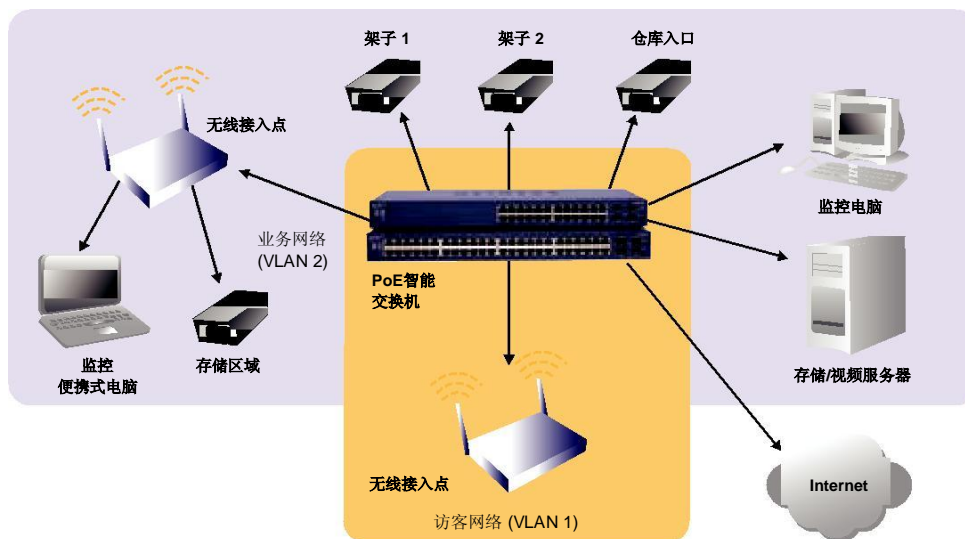 架子 1
架子 2
仓库入口
无线接入点
监控电脑
业务网络
(VLAN 2)
PoE智能
交换机
监控
便携式电脑
存储区域
存储/视频服务器
无线接入点
Internet
访客网络 (VLAN 1)